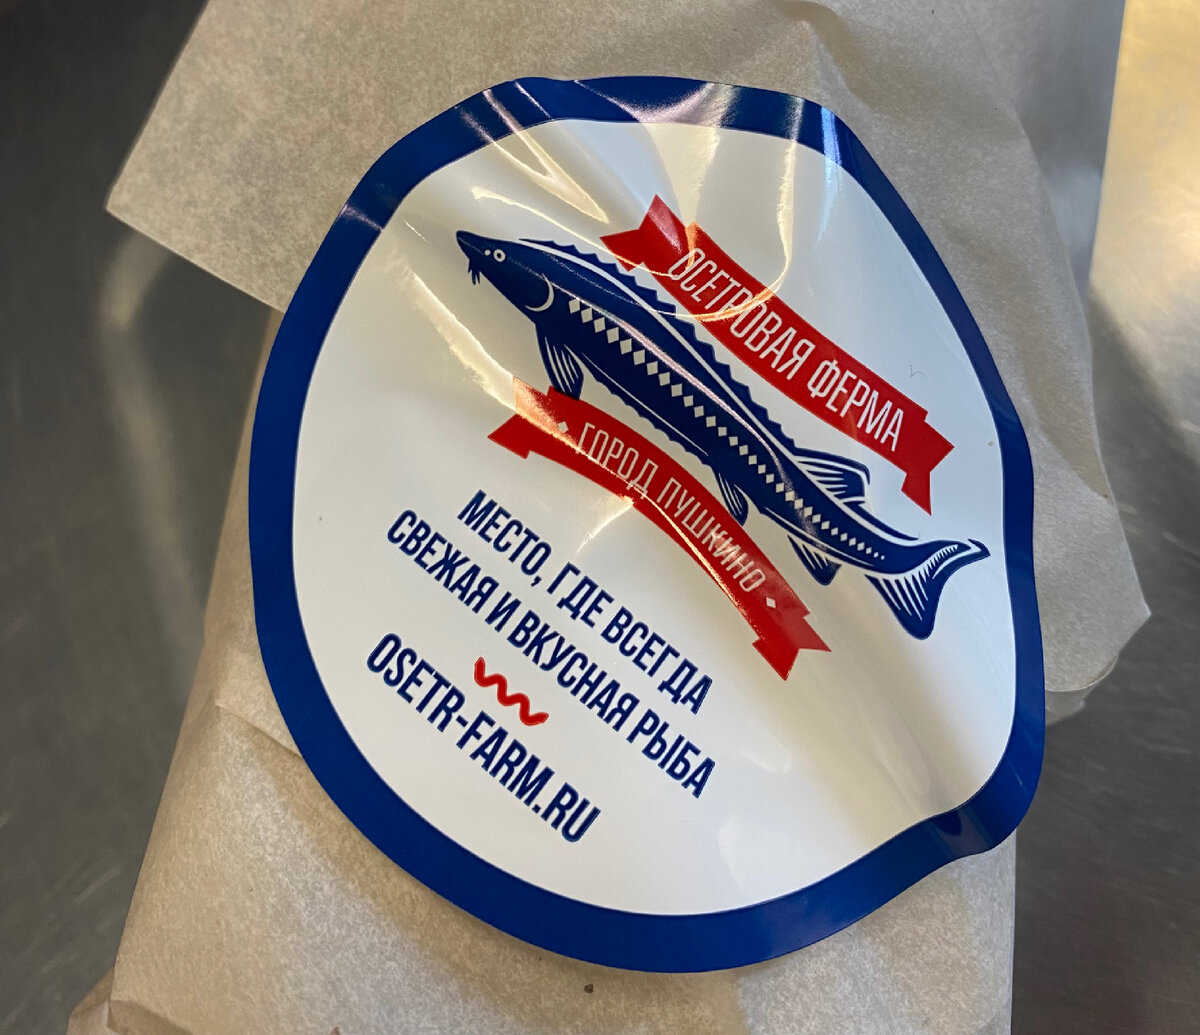 ОСЕТРОВАЯ ФЕРМА
ГОРОД ПУШКИНО
МЕСТО, ГДЕ ВСЕГДА
СВЕЖАЯ И ВКУСНАЯ РЫБА
OSETR-FARM.RU